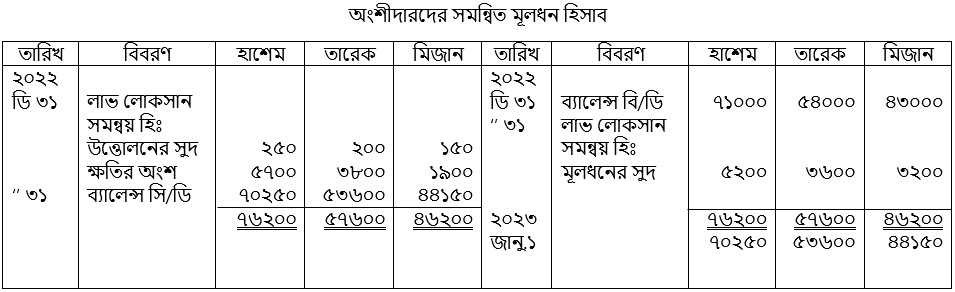 অংশীদারদের সমন্বিত মূলধন হিসাব
তারিখ বিবরণ হাশেম তারেক মিজান তারিখ বিবরণ হাশেম তারেক মিজান
২০২২ ২০২২
ডি ৩১ লাভ লোকসান ডি ৩১ ব্যালেন্স বি/ডি ৭১০০০ ৫৪০০০ ৪৩০০০
সমন্বয় হিঃ " ৩১ লাভ লোকসান
উত্তোলনের সুদ ২৫০ ২০০ ১৫০ সমন্বয় হিঃ
ক্ষতির অংশ ৫৭০০ ৩৮০০ ১৯০০ মূলধনের সুদ ৫২০০ ৩৬০০ ৩২০০
" ৩১ ব্যালেন্স সি/ডি ৭০২৫০ ৫৩৬০০ ৪৪১৫০
৭৬২০০ ৫৭৬০০ ৪৬২০০ ২০২৩ ৭৬২০০ ৫৭৬০০ ৪৬২০০
জানু.১ ৭০২৫০ ৫৩৬০০ ৪৪১৫০